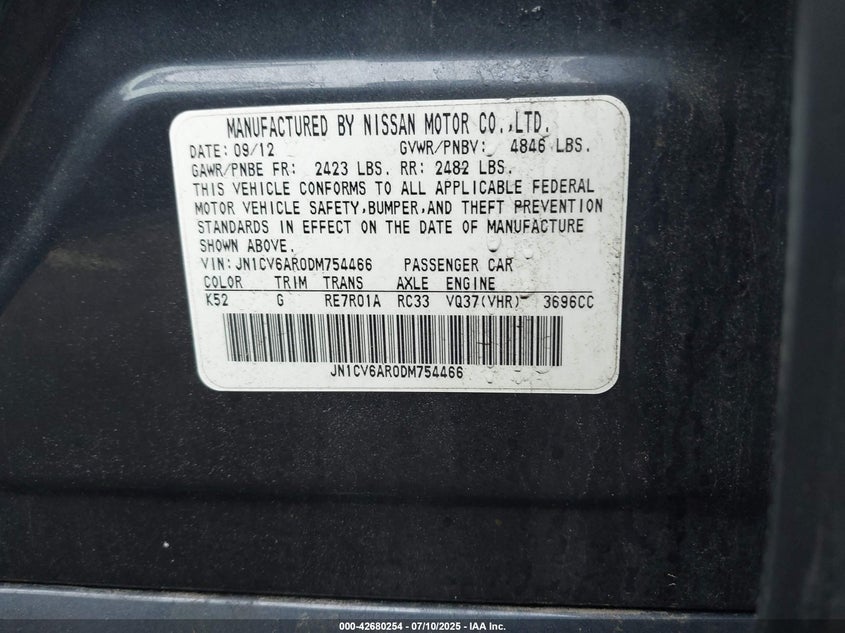 MANUFACTURED BY NISSAN MOTOR CO.,LTD.
DATE: 09/12 GVWR/PNBV: 4846 LBS.
GAWR/PNBE FR: 2423 LBS. RR: 2482 LBS.
THIS VEHICLE CONFORMS TO ALL APPLICABLE FEDERAL
MOTOR VEHICLE SAFETY,BUMPER,AND THEFT PREVENTION
STANDARDS IN EFFECT ON THE DATE OF MANUFACTURE
SHOWN ABOVE.
VIN: JN1CV6AR0DM754466 PASSENGER CAR
COLOR TRIM TRANS AXLE ENGINE
K52 G RE7R01A RC33 VQ37(VHR) 3696CC
JN1CV6AR0DM754466
000-42680254 - 07/10/2025 - IAA Inc.